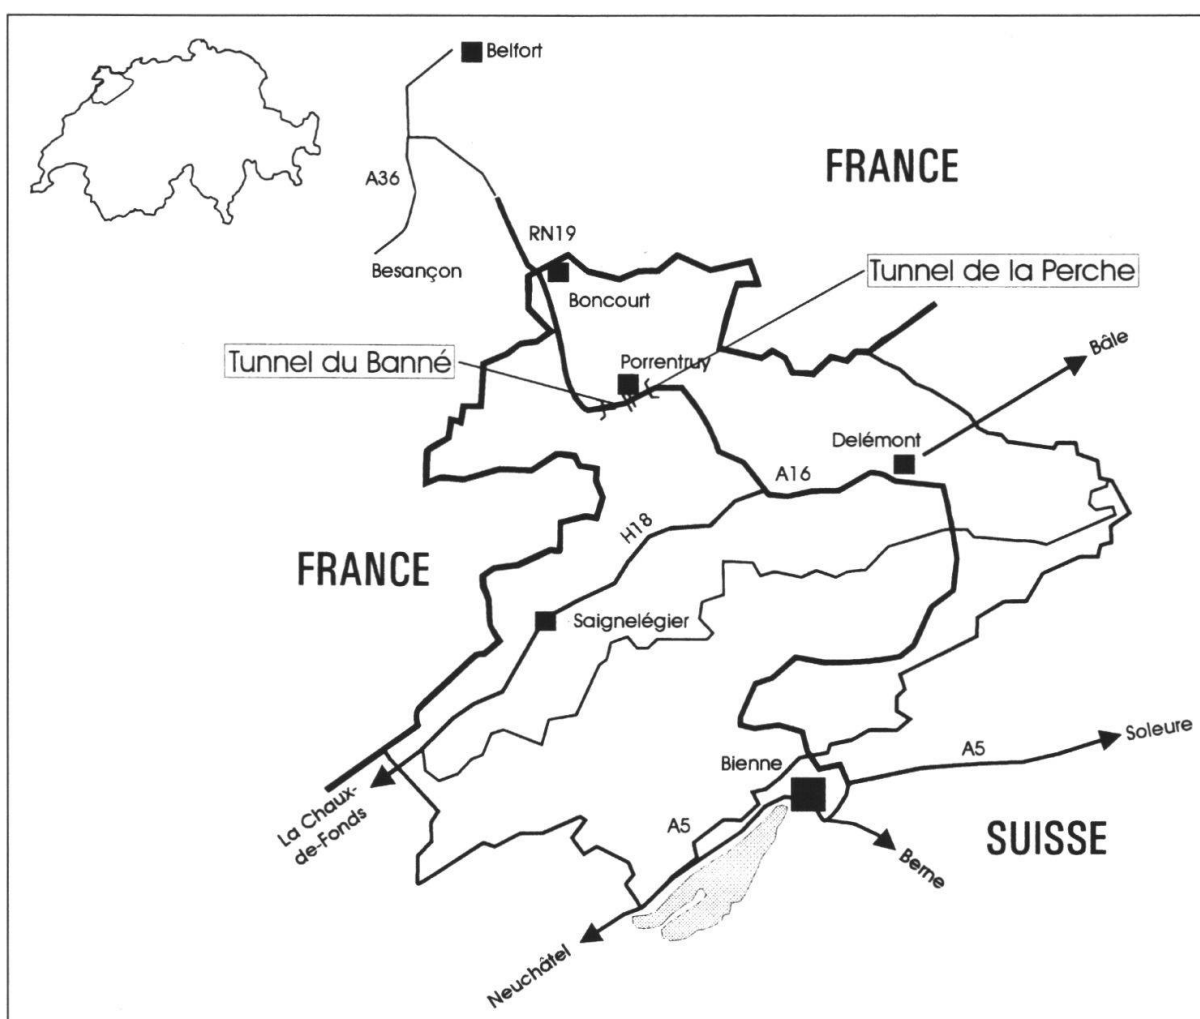 Belfort
FRANCE
A36
RN19
Besançon
Tunnel de la Perche
Boncourt
Tunnel du Banné
Porrentruy
Bâle
Delémont
A16
H18
FRANCE
Saignelégier
Soleure
A5
Bienne
La Chaux-
de-Fonds
A5
SUISSE
Berne
Neuchâtel